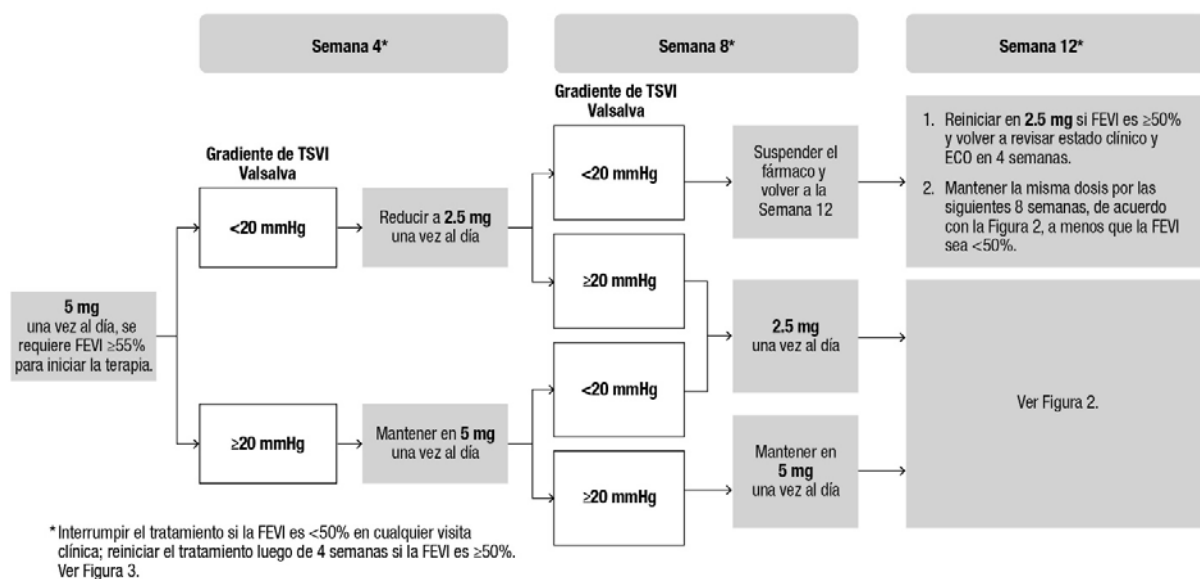 Semana 4*
Semana 8*
Semana 12*
Gradiente de TSVI
Valsalva
<20 mmHg
Suspender el
fármaco y
volver a la
Semana 12
1. Reiniciar en 2.5 mg si FEVI es ≥50%
y volver a revisar estado clínico y
ECO en 4 semanas.
2. Mantener la misma dosis por las
siguientes 8 semanas, de acuerdo
con la Figura 2, a menos que la FEVI
sea <50%.
Gradiente de TSVI
Valsalva
<20 mmHg
Reducir a 2.5 mg
una vez al día
≥20 mmHg
5 mg
una vez al día, se
requiere FEVI ≥55%
para iniciar la terapia.
2.5 mg
una vez al día
<20 mmHg
Ver Figura 2.
≥20 mmHg
Mantener en 5 mg
una vez al día
≥20 mmHg
Mantener en
5 mg
una vez al día
*Interrumpir el tratamiento si la FEVI es <50% en cualquier visita
clínica; reiniciar el tratamiento luego de 4 semanas si la FEVI es ≥50%.
Ver Figura 3.